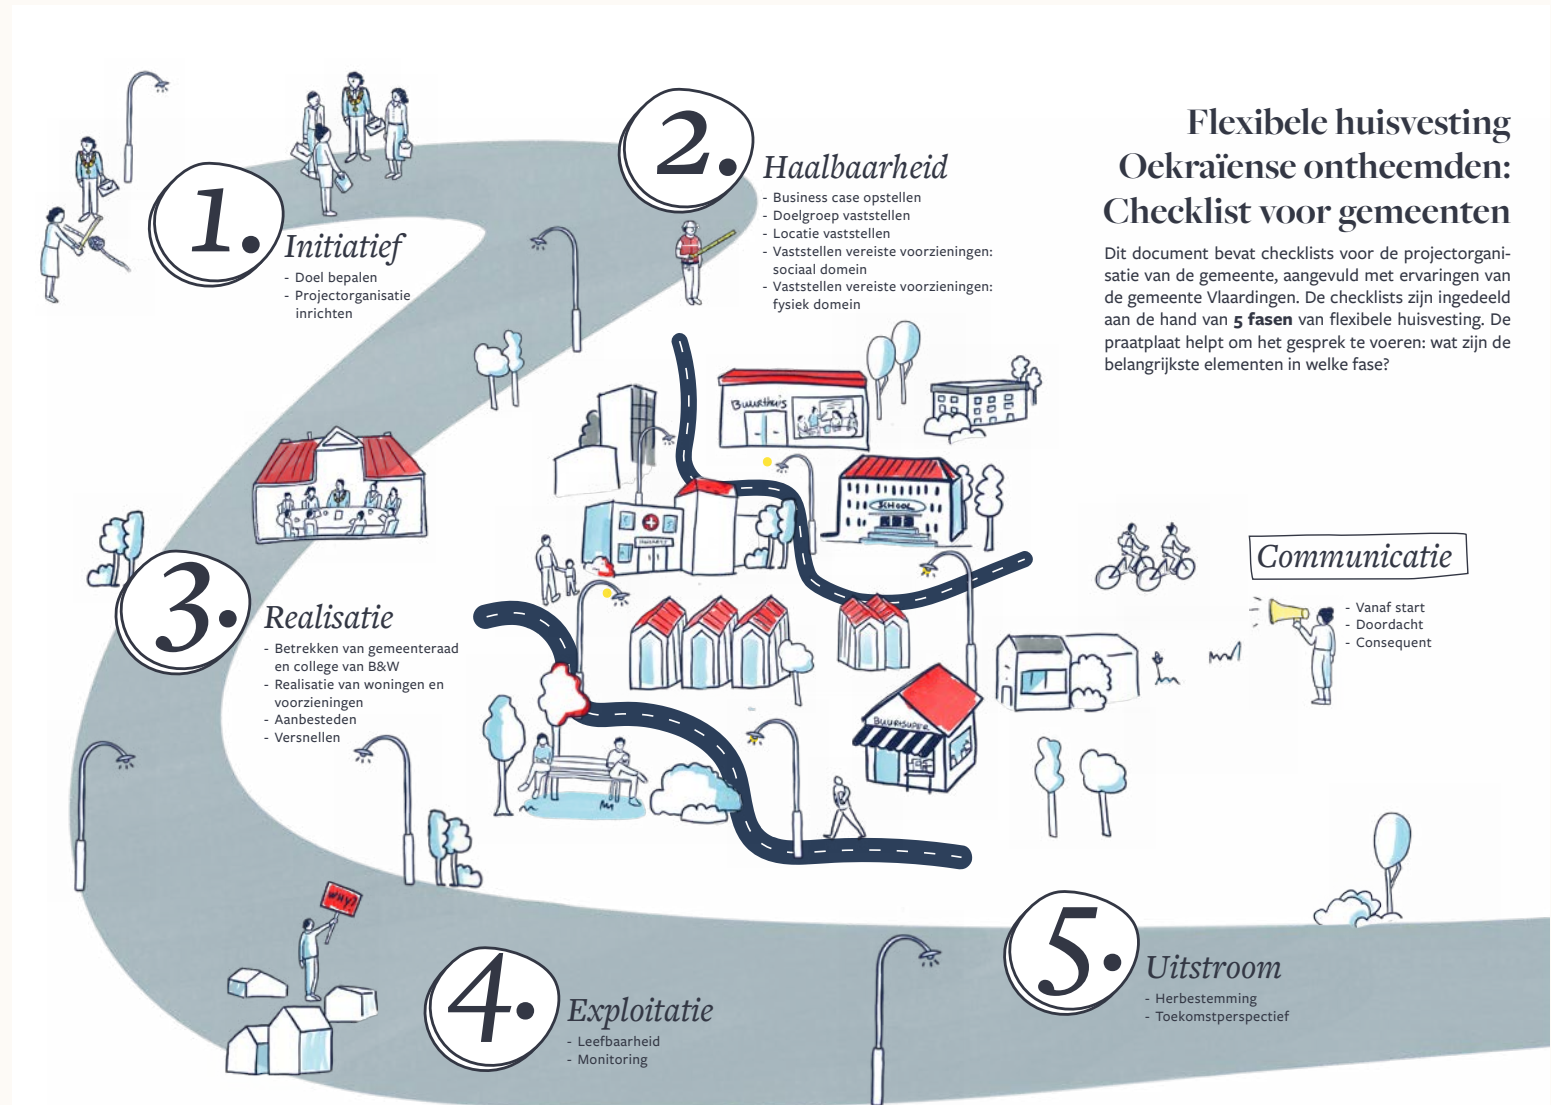 Flexibele huisvesting
Oekraïense ontheemden:
Checklist voor gemeenten
Dit document bevat checklists voor de projectorgani-
satie van de gemeente, aangevuld met ervaringen van
de gemeente Vlaardingen. De checklists zijn ingedeeld
aan de hand van 5 fasen van flexibele huisvesting. De
praatplaat helpt om het gesprek te voeren: wat zijn de
belangrijkste elementen in welke fase?
1.
Initiatief
- Doel bepalen
- Projectorganisatie
inrichten
2.
Haalbaarheid
- Business case opstellen
- Doelgroep vaststellen
- Locatie vaststellen
- Vaststellen vereiste voorzieningen:
sociaal domein
- Vaststellen vereiste voorzieningen:
fysiek domein
Buurthuis
SCHOOL
BUURTSUPER
3.
Realisatie
- Betrekken van gemeenteraad
en college van B&W
- Realisatie van woningen en
voorzieningen
- Aanbesteden
- Versnellen
Communicatie
- Vanaf start
- Doordacht
- Consequent
WHY?
4.
Exploitatie
- Leefbaarheid
- Monitoring
5.
Uitstroom
- Herbestemming
- Toekomstperspectief